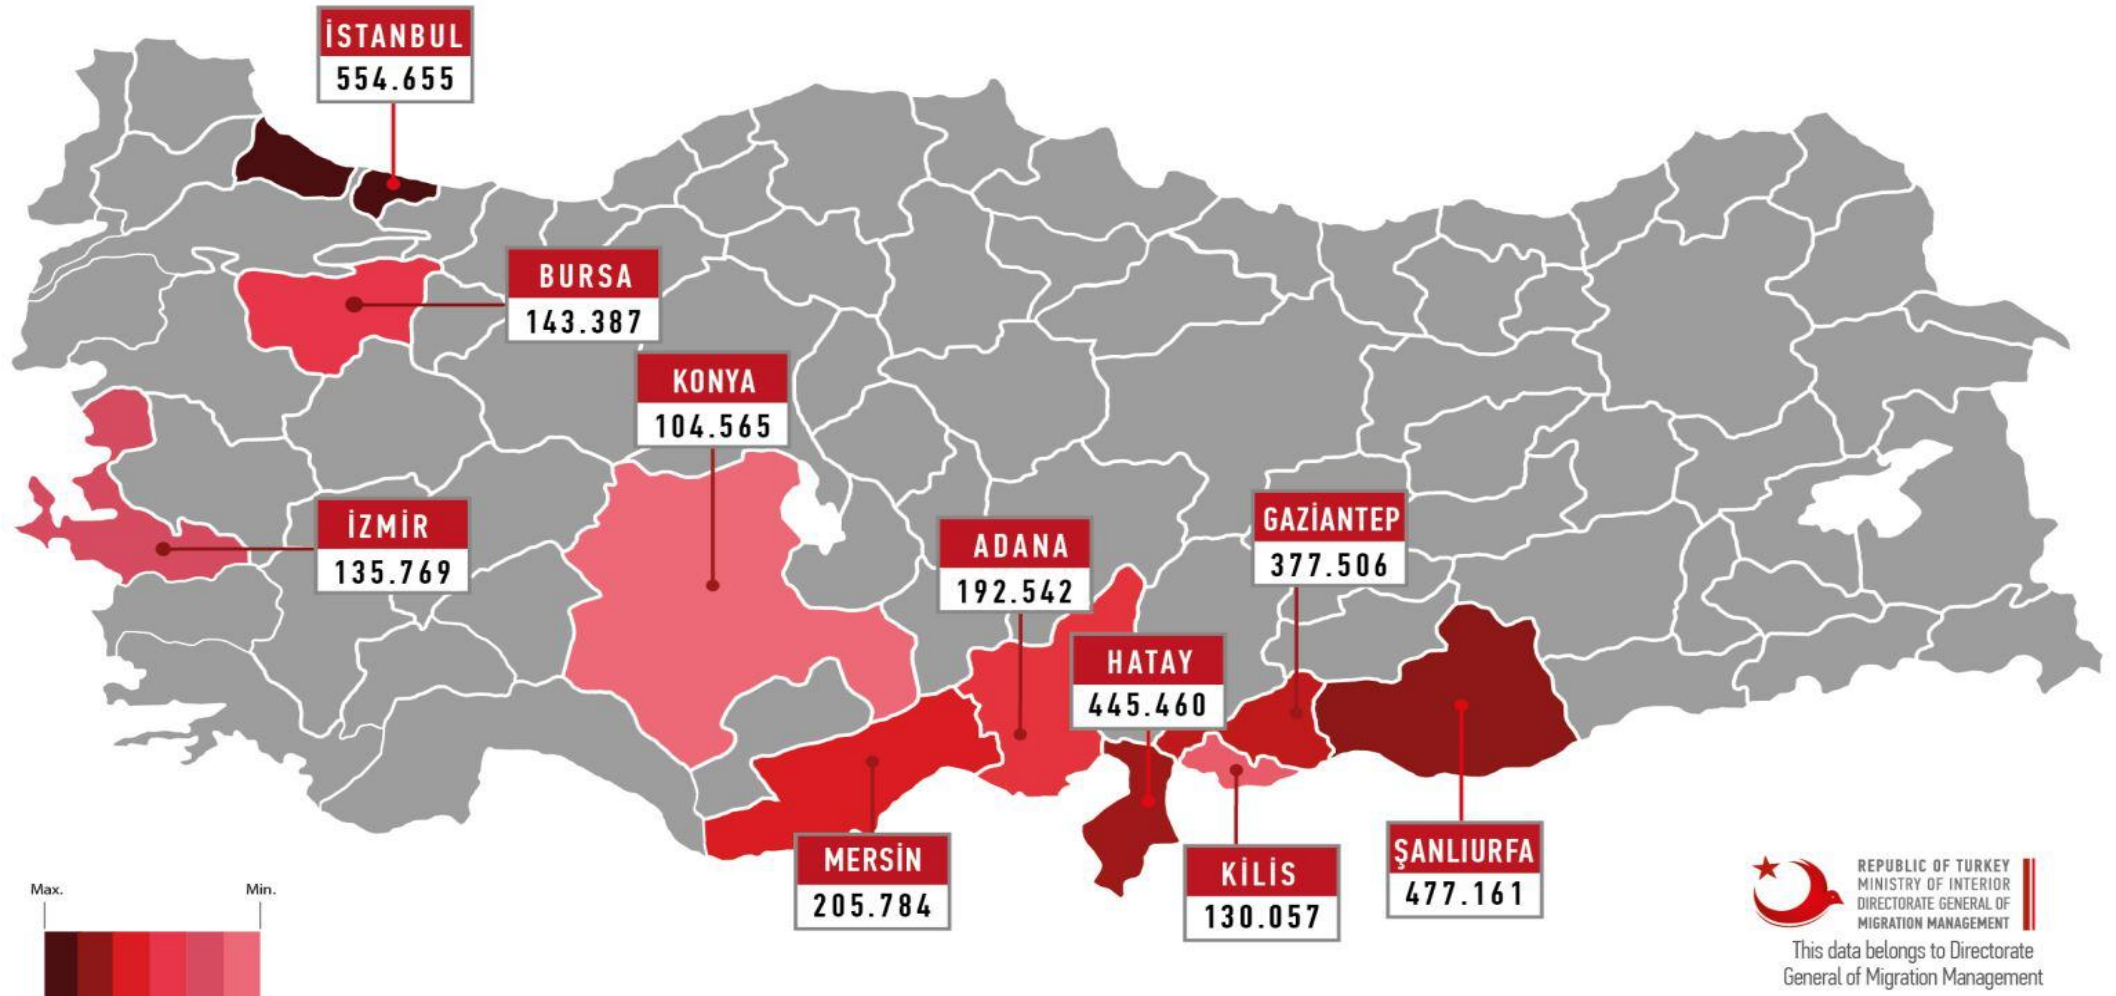 İSTANBUL
554.655
BURSA
143.387
KONYA
104.565
İZMİR
135.769
ADANA
192.542
GAZİANTEP
377.506
HATAY
445.460
MERSİN
205.784
KİLİS
130.057
ŞANLIURFA
477.161
Max.
Min.
REPUBLIC OF TURKEY
MINISTRY OF INTERIOR
DIRECTORATE GENERAL OF
MIGRATION MANAGEMENT
This data belongs to Directorate
General of Migration Management